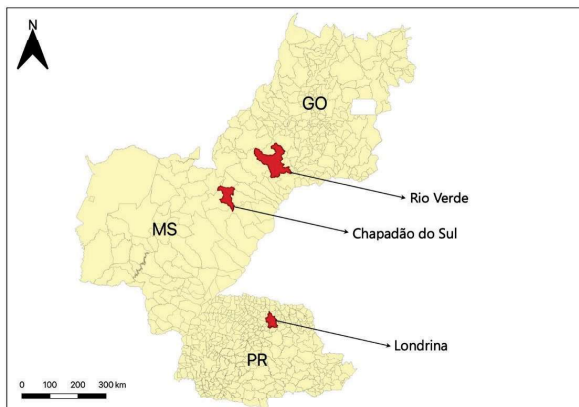 N
GO
Rio Verde
MS
Chapadão do Sul
Londrina
PR
0 100 200 300 km